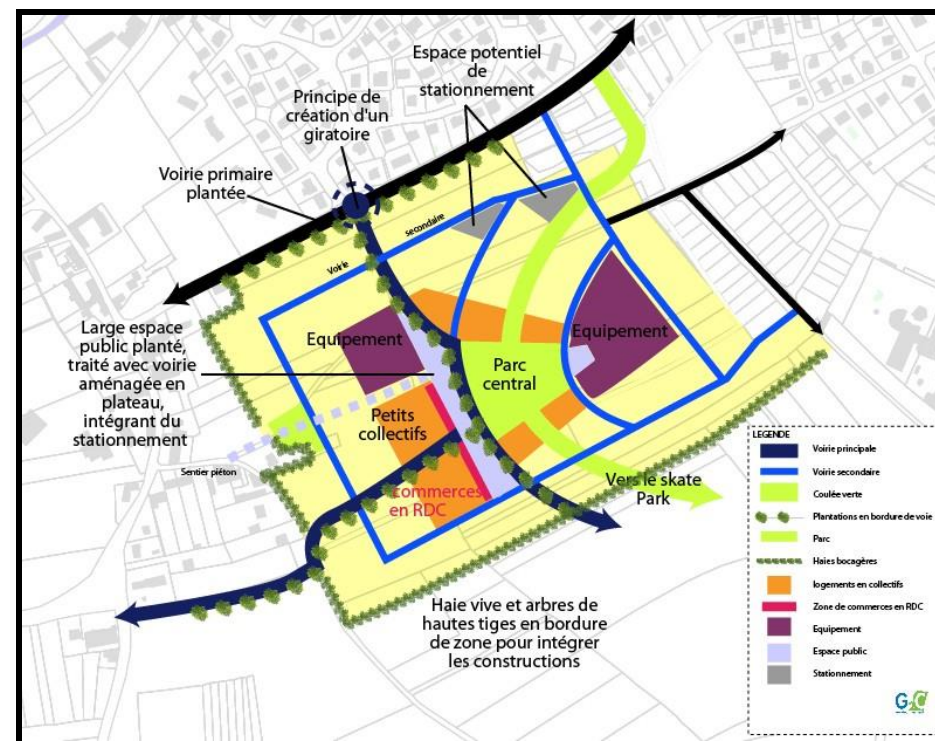 Espace potentiel
de
stationnement
Principe de
création d'un
giratoire
Voirie primaire
plantée
Voirie
secondaire
Large espace
public planté,
traité avec voirie
aménagée en
plateau,
intégrant du
stationnement
Equipement
Equipement
Parc
central
Petits
collectifs
Sentier piéton
commerces
en RDC
Vers le skate
Park
Haie vive et arbres de
hautes tiges en bordure
de zone pour intégrer
les constructions
LEGENDE
Voirie principale
Voirie secondaire
Coulée verte
Plantations en bordure de voie
Parc
Haies bocagères
logements en collectifs
Zone de commerces en RDC
Equipement
Espace public
Stationnement
G2C